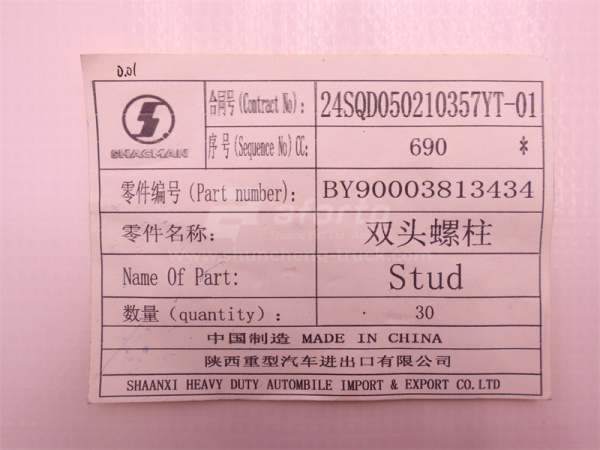 D.01
SHACMAN
合同号(Contract No): 24SQD050210357YT-01
序号(Sequence No)CC: 690 *
零件编号(Part number): BY90003813434
零件名称: 双头螺柱
Name Of Part: Stud
数量(quantity): 30
中国制造 MADE IN CHINA
陕西重型汽车进出口有限公司
SHAANXI HEAVY DUTY AUTOMBILE IMPORT & EXPORT CO.LTD